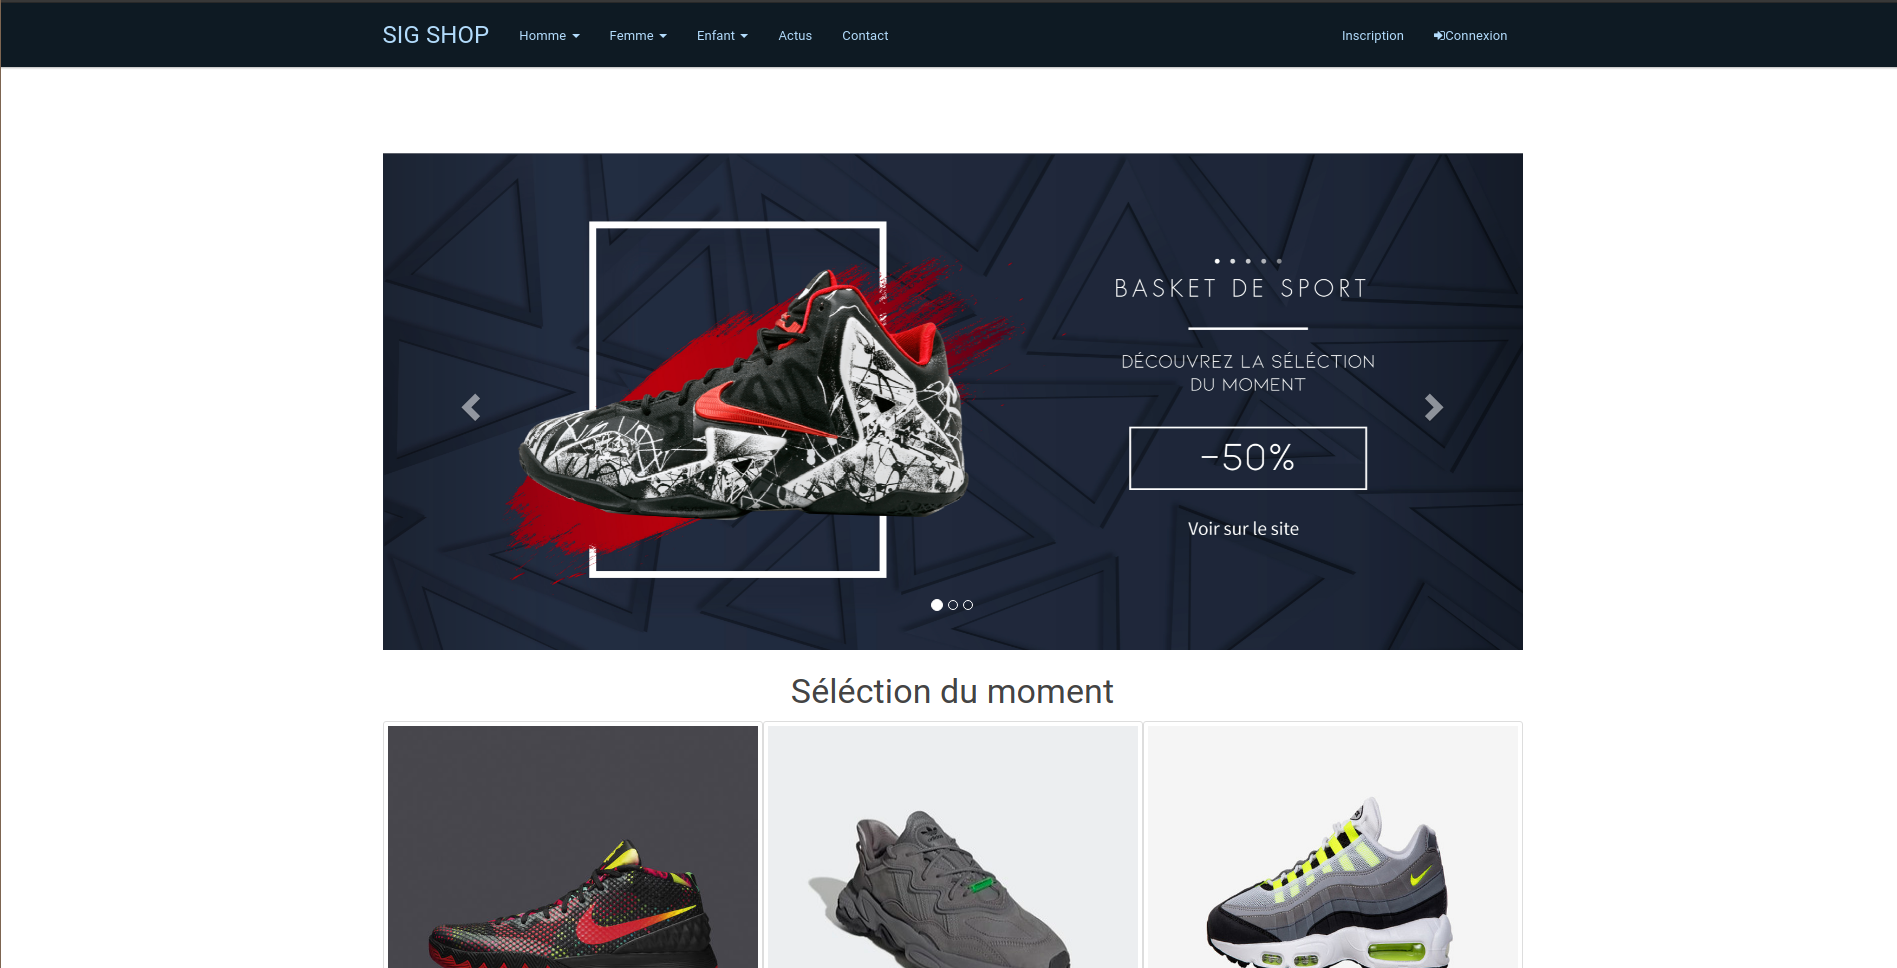 SIG SHOP Homme Femme Enfant Actus Contact Inscription Connexion
BASKET DE SPORT
DÉCOUVREZ LA SÉLÉCTION
DU MOMENT
-50%
Voir sur le site
Séléction du moment